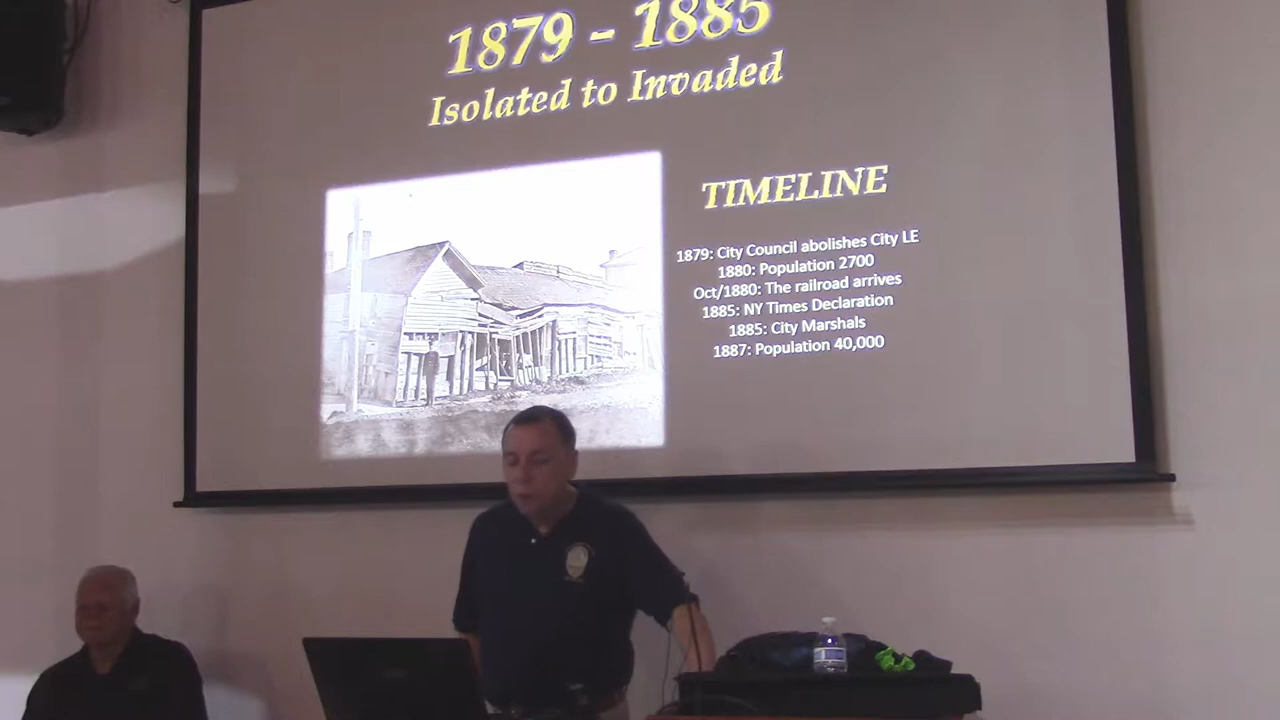 1879 - 1885
Isolated to Invaded
TIMELINE
1879: City Council abolishes City LE
1880: Population 2700
Oct/1880: The railroad arrives
1885: NY Times Declaration
1885: City Marshals
1887: Population 40,000